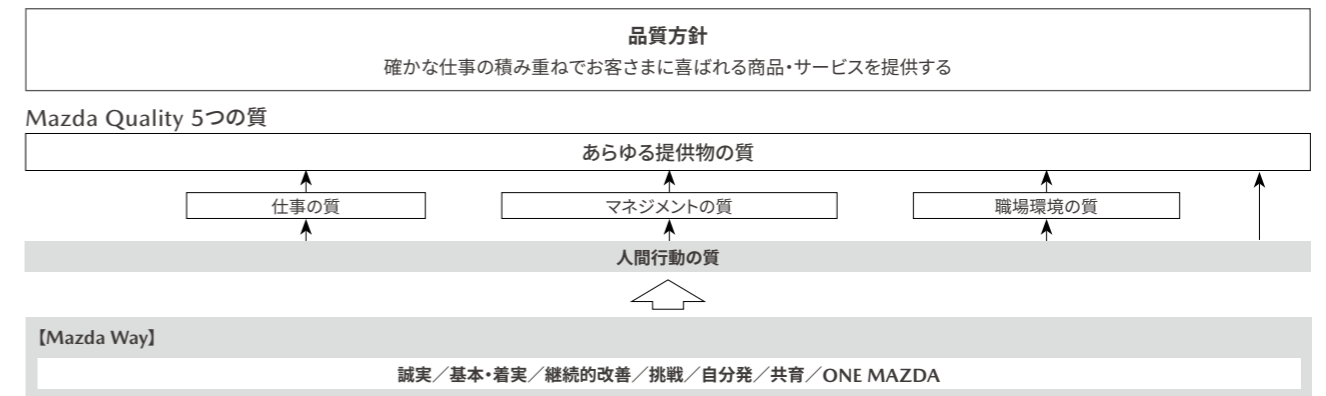 品質方針
確かな仕事の積み重ねでお客さまに喜ばれる商品・サービスを提供する
Mazda Quality 5つの質
あらゆる提供物の質
仕事の質
マネジメントの質
職場環境の質
人間行動の質
【Mazda Way】
誠実／基本・着実／継続的改善／挑戦／自分発／共育／ONE MAZDA